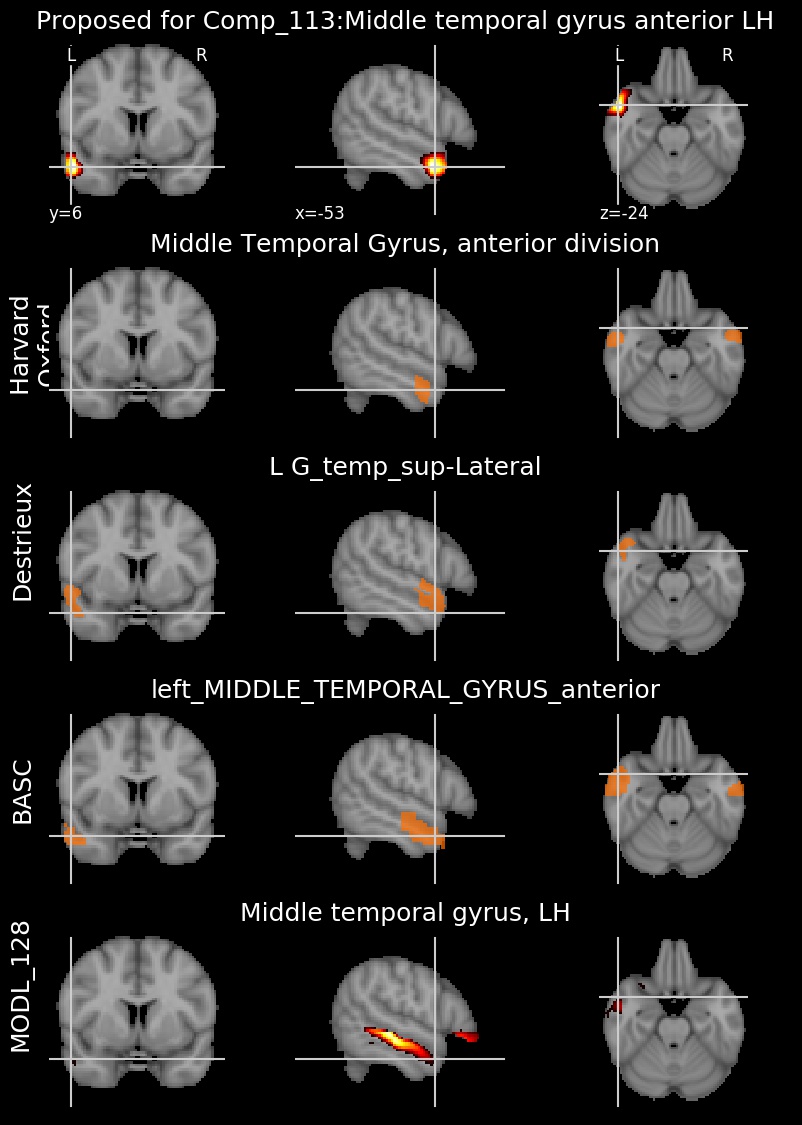 Proposed for Comp_113:Middle temporal gyrus anterior LH
L R L R
y=6 x=-53 z=-24
Middle Temporal Gyrus, anterior division
Harvard
Oxford
L G_temp_sup-Lateral
Destrieux
left_MIDDLE_TEMPORAL_GYRUS_anterior
BASC
Middle temporal gyrus, LH
MODL_128